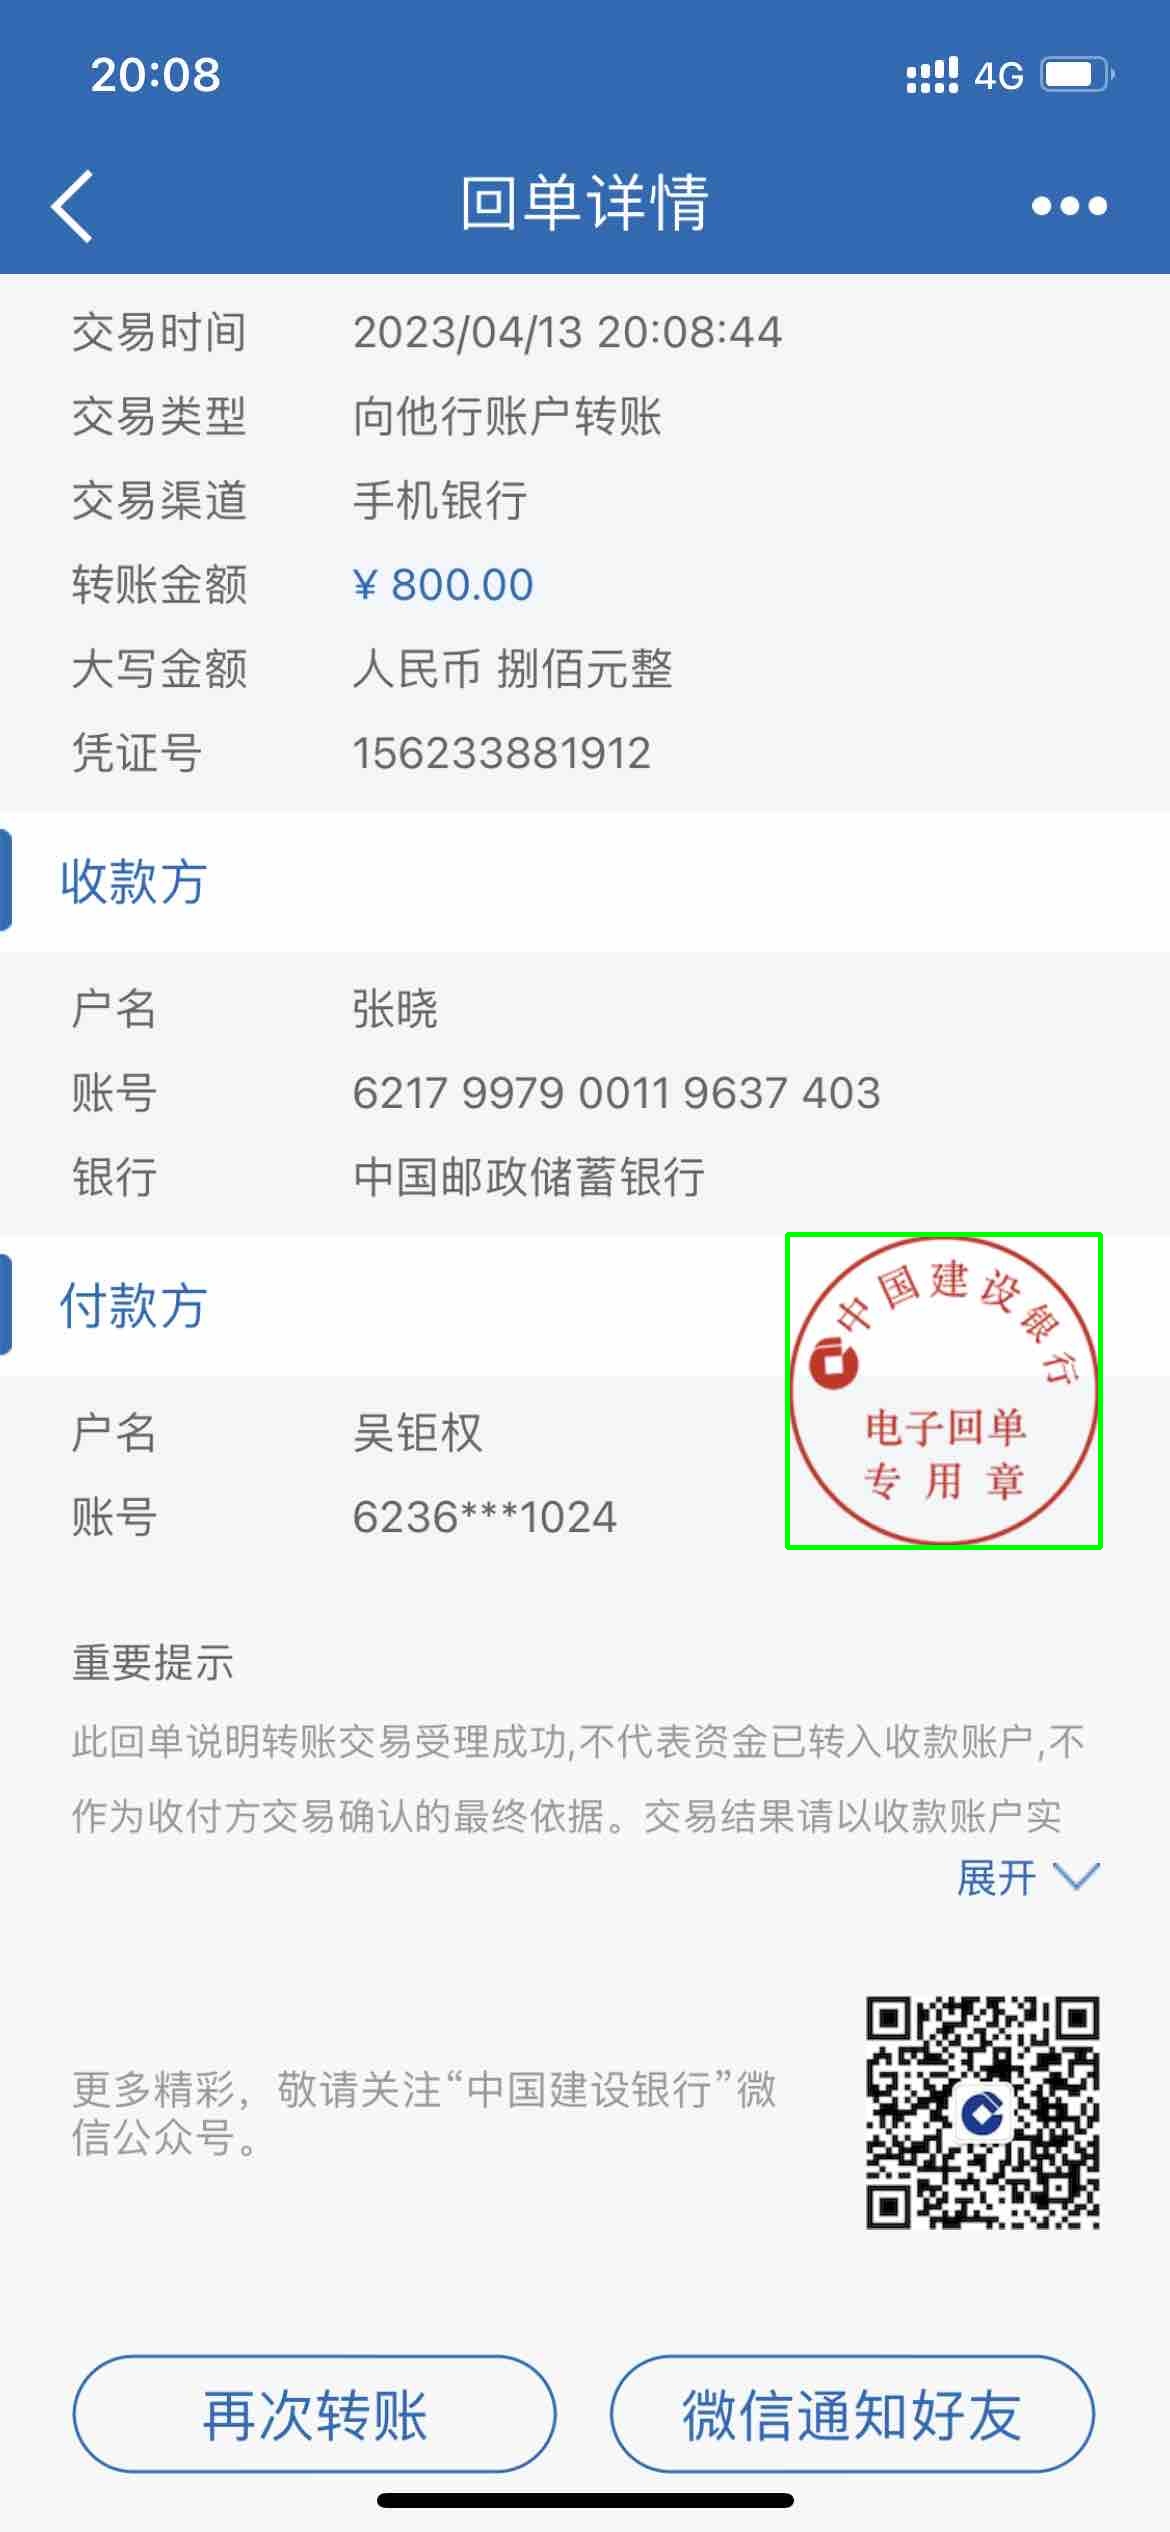 20:08
4G
回单详情
交易时间 2023/04/13 20:08:44
交易类型 向他行账户转账
交易渠道 手机银行
转账金额 ¥ 800.00
大写金额 人民币 捌佰元整
凭证号 156233881912
收款方
户名 张晓
账号 6217 9979 0011 9637 403
银行 中国邮政储蓄银行
付款方
中国建设银行
电子回单
专用章
户名 吴钜权
账号 6236***1024
重要提示
此回单说明转账交易受理成功,不代表资金已转入收款账户,不
作为收付方交易确认的最终依据。交易结果请以收款账户实
展开
更多精彩，敬请关注“中国建设银行”微
信公众号。
再次转账
微信通知好友